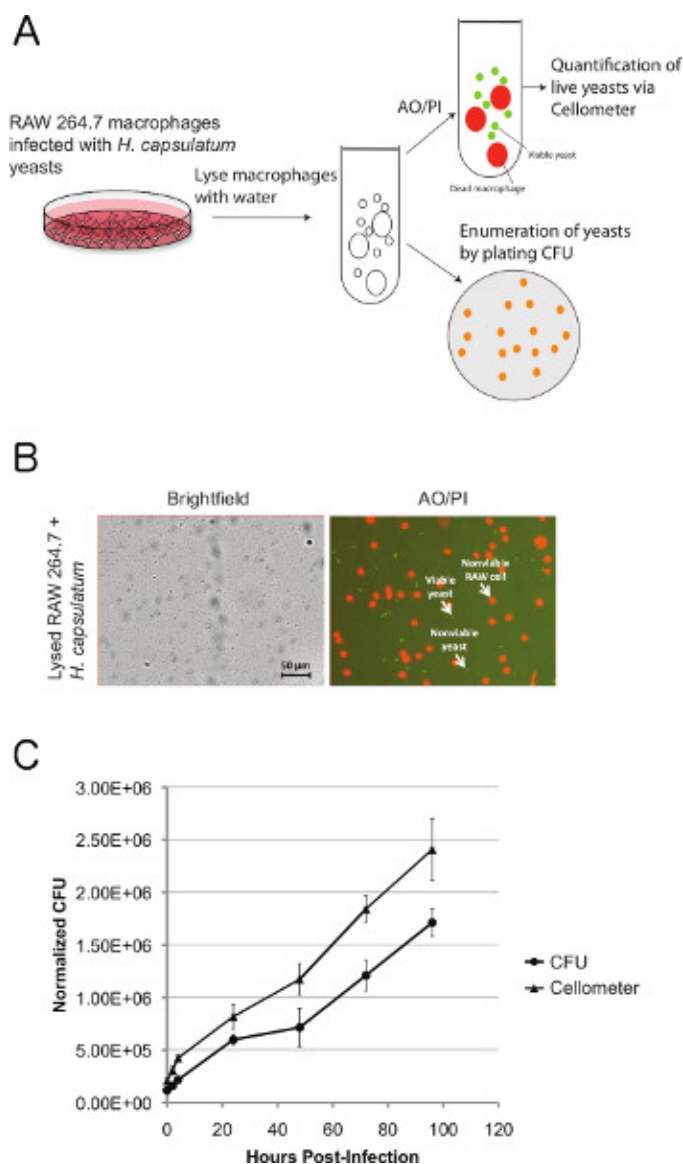 A
RAW 264.7 macrophages
infected with H. capsulatum
yeasts
Lyse macrophages
with water
AO/PI
Viable yeast
Dead macrophage
Quantification of
live yeasts via
Cellometer
Enumeration of yeasts
by plating CFU
B
Brightfield
AO/PI
Lysed RAW 264.7 +
H. capsulatum
50 µm
Viable
yeast
Nonviable
RAW cell
Nonviable
yeast
C
Normalized CFU
3.00E+06
2.50E+06
2.00E+06
1.50E+06
1.00E+06
5.00E+05
0.00E+00
0 20 40 60 80 100 120
Hours Post-Infection
CFU
Cellometer